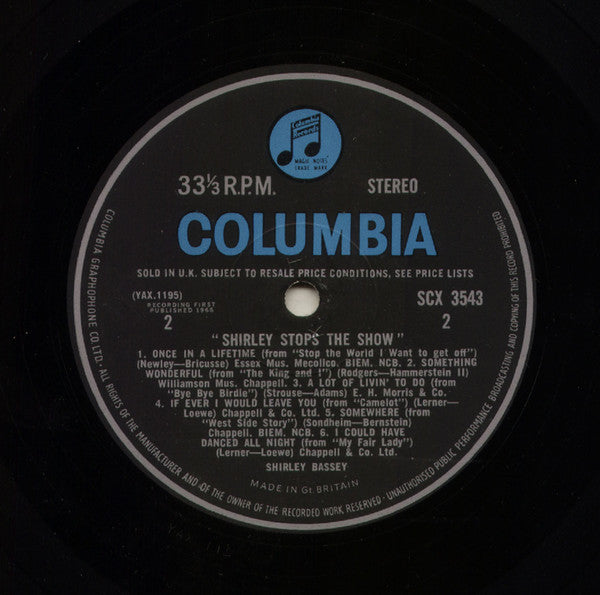 Columbia
Records
MAGIC NOTES
TRADE MARK
33⅓ R.P.M. STEREO
COLUMBIA
SOLD IN U.K. SUBJECT TO RESALE PRICE CONDITIONS, SEE PRICE LISTS
(YAX.1195) SCX 3543
RECORDING FIRST
PUBLISHED 1965
2 2
" SHIRLEY STOPS THE SHOW "
1. ONCE IN A LIFETIME (from "Stop the World I Want to get off")
(Newley—Bricusse) Essex Mus. Mecolico. BIEM. NCB. 2. SOMETHING
WONDERFUL (from "The King and I") (Rodgers—Hammerstein II)
Williamson Mus. Chappell. 3. A LOT OF LIVIN' TO DO (from
"Bye Bye Birdie") (Strouse—Adams) E. H. Morris & Co.
4. IF EVER I WOULD LEAVE YOU (from "Camelot") (Lerner—
Loewe) Chappell & Co. Ltd. 5. SOMEWHERE (from
"West Side Story") (Sondheim—Bernstein)
Chappell. BIEM. NCB. 6. I COULD HAVE
DANCED ALL NIGHT (from "My Fair Lady")
(Lerner—Loewe) Chappell & Co. Ltd.
SHIRLEY BASSEY
MADE IN Gt. BRITAIN
COLUMBIA GRAPHOPHONE CO. LTD. · ALL RIGHTS OF THE MANUFACTURER AND OF THE OWNER OF THE RECORDED WORK RESERVED · UNAUTHORISED PUBLIC PERFORMANCE BROADCASTING AND COPYING OF THIS RECORD PROHIBITED